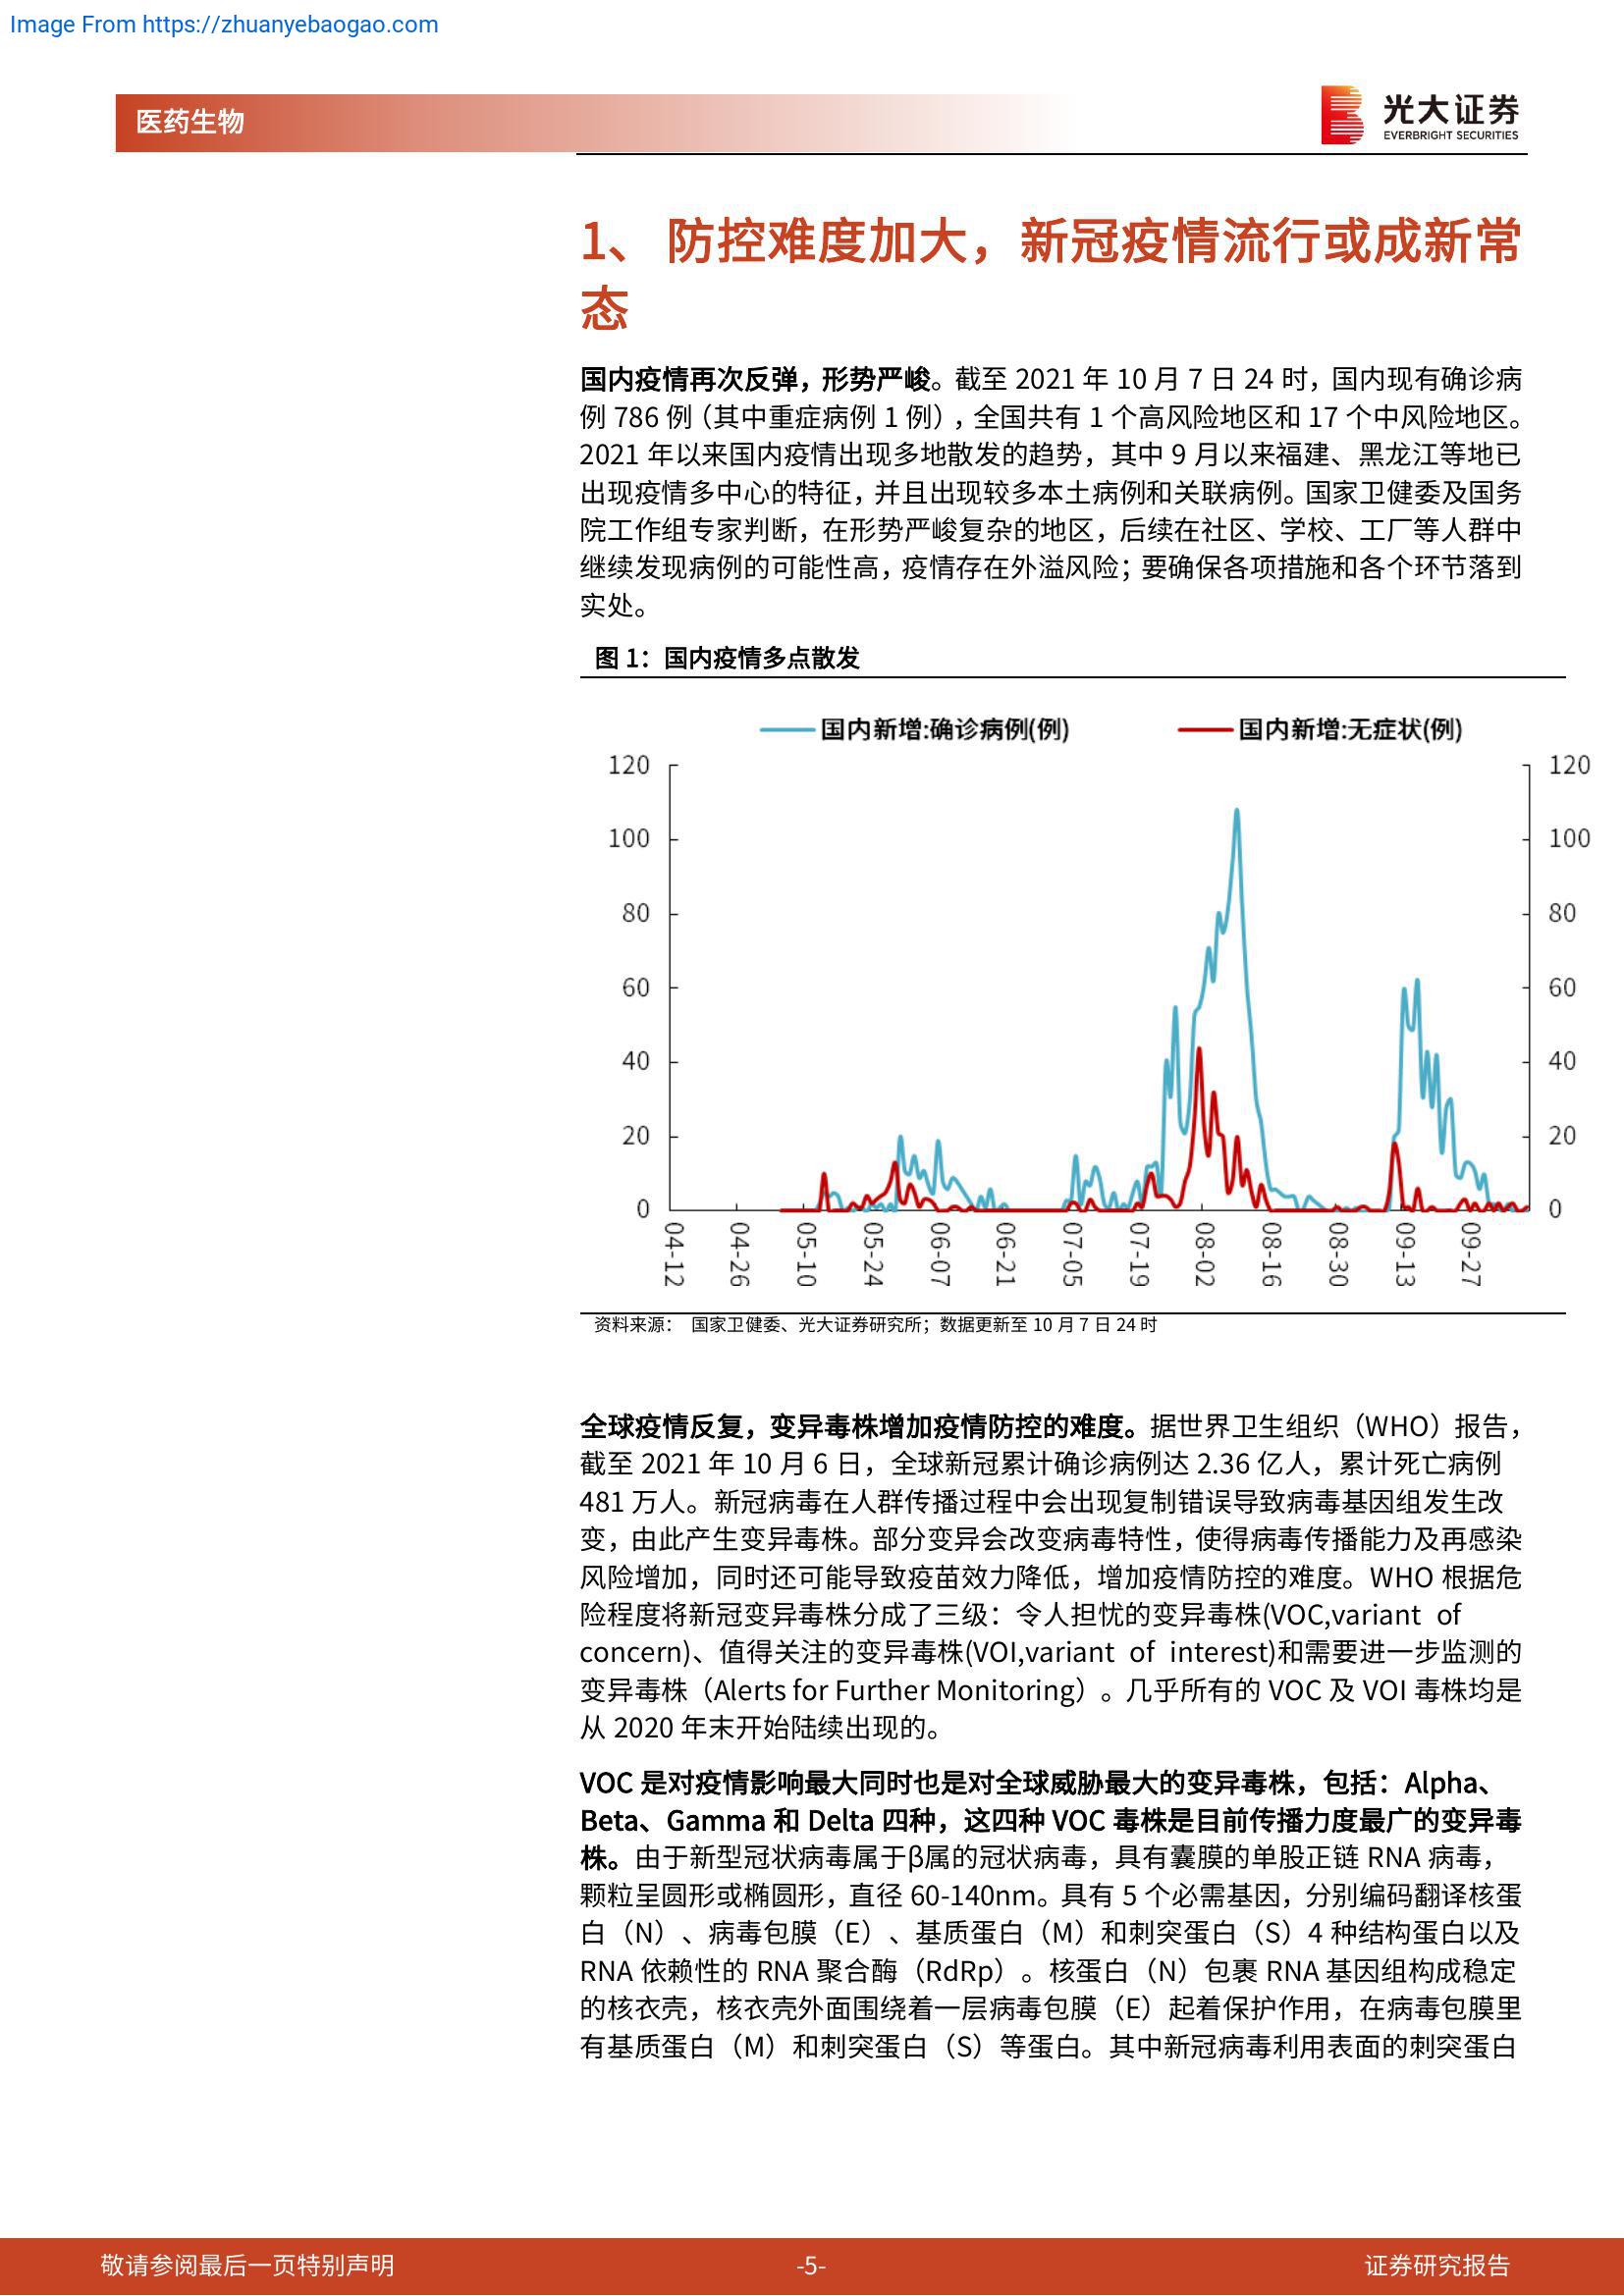 Image From https://zhuanyebaogao.com
医药生物
光大证券
EVERBRIGHT SECURITIES
1、 防控难度加大，新冠疫情流行或成新常
态
国内疫情再次反弹，形势严峻。截至 2021 年 10 月 7 日 24 时，国内现有确诊病
例 786 例（其中重症病例 1 例），全国共有 1 个高风险地区和 17 个中风险地区。
2021 年以来国内疫情出现多地散发的趋势，其中 9 月以来福建、黑龙江等地已
出现疫情多中心的特征，并且出现较多本土病例和关联病例。国家卫健委及国务
院工作组专家判断，在形势严峻复杂的地区，后续在社区、学校、工厂等人群中
继续发现病例的可能性高，疫情存在外溢风险；要确保各项措施和各个环节落到
实处。
图 1：国内疫情多点散发
国内新增:确诊病例(例) 国内新增:无症状(例)
120 120
100 100
80 80
60 60
40 40
20 20
0 0
04-12 04-26 05-10 05-24 06-07 06-21 07-05 07-19 08-02 08-16 08-30 09-13 09-27
资料来源： 国家卫健委、光大证券研究所；数据更新至 10 月 7 日 24 时
全球疫情反复，变异毒株增加疫情防控的难度。据世界卫生组织（WHO）报告，
截至 2021 年 10 月 6 日，全球新冠累计确诊病例达 2.36 亿人，累计死亡病例
481 万人。新冠病毒在人群传播过程中会出现复制错误导致病毒基因组发生改
变，由此产生变异毒株。部分变异会改变病毒特性，使得病毒传播能力及再感染
风险增加，同时还可能导致疫苗效力降低，增加疫情防控的难度。WHO 根据危
险程度将新冠变异毒株分成了三级：令人担忧的变异毒株(VOC,variant of
concern)、值得关注的变异毒株(VOI,variant of interest)和需要进一步监测的
变异毒株（Alerts for Further Monitoring）。几乎所有的 VOC 及 VOI 毒株均是
从 2020 年末开始陆续出现的。
VOC 是对疫情影响最大同时也是对全球威胁最大的变异毒株，包括：Alpha、
Beta、Gamma 和 Delta 四种，这四种 VOC 毒株是目前传播力度最广的变异毒
株。由于新型冠状病毒属于β属的冠状病毒，具有囊膜的单股正链 RNA 病毒，
颗粒呈圆形或椭圆形，直径 60-140nm。具有 5 个必需基因，分别编码翻译核蛋
白（N）、病毒包膜（E）、基质蛋白（M）和刺突蛋白（S）4 种结构蛋白以及
RNA 依赖性的 RNA 聚合酶（RdRp）。核蛋白（N）包裹 RNA 基因组构成稳定
的核衣壳，核衣壳外面围绕着一层病毒包膜（E）起着保护作用，在病毒包膜里
有基质蛋白（M）和刺突蛋白（S）等蛋白。其中新冠病毒利用表面的刺突蛋白
敬请参阅最后一页特别声明 -5- 证券研究报告